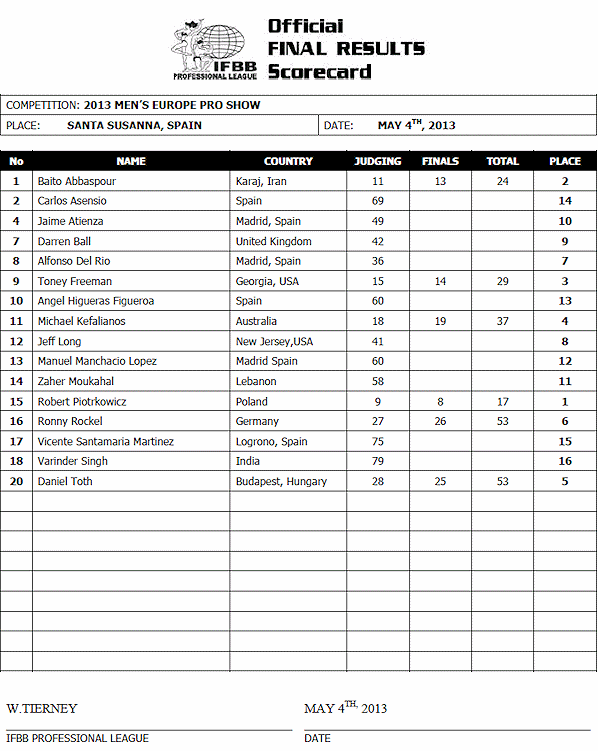 Official
FINAL RESULTS
Scorecard
IFBB
PROFESSIONAL LEAGUE
COMPETITION: 2013 MEN'S EUROPE PRO SHOW
PLACE: SANTA SUSANNA, SPAIN DATE: MAY 4TH, 2013
No NAME COUNTRY JUDGING FINALS TOTAL PLACE
1 Baito Abbaspour Karaj, Iran 11 13 24 2
2 Carlos Asensio Spain 69 14
4 Jaime Atienza Madrid, Spain 49 10
7 Darren Ball United Kingdom 42 9
8 Alfonso Del Rio Madrid, Spain 36 7
9 Toney Freeman Georgia, USA 15 14 29 3
10 Angel Higueras Figueroa Spain 60 13
11 Michael Kefalianos Australia 18 19 37 4
12 Jeff Long New Jersey,USA 41 8
13 Manuel Manchacio Lopez Madrid Spain 60 12
14 Zaher Moukahal Lebanon 58 11
15 Robert Piotrkowicz Poland 9 8 17 1
16 Ronny Rockel Germany 27 26 53 6
17 Vicente Santamaria Martinez Logrono, Spain 75 15
18 Varinder Singh India 79 16
20 Daniel Toth Budapest, Hungary 28 25 53 5
W.TIERNEY MAY 4TH, 2013
IFBB PROFESSIONAL LEAGUE DATE